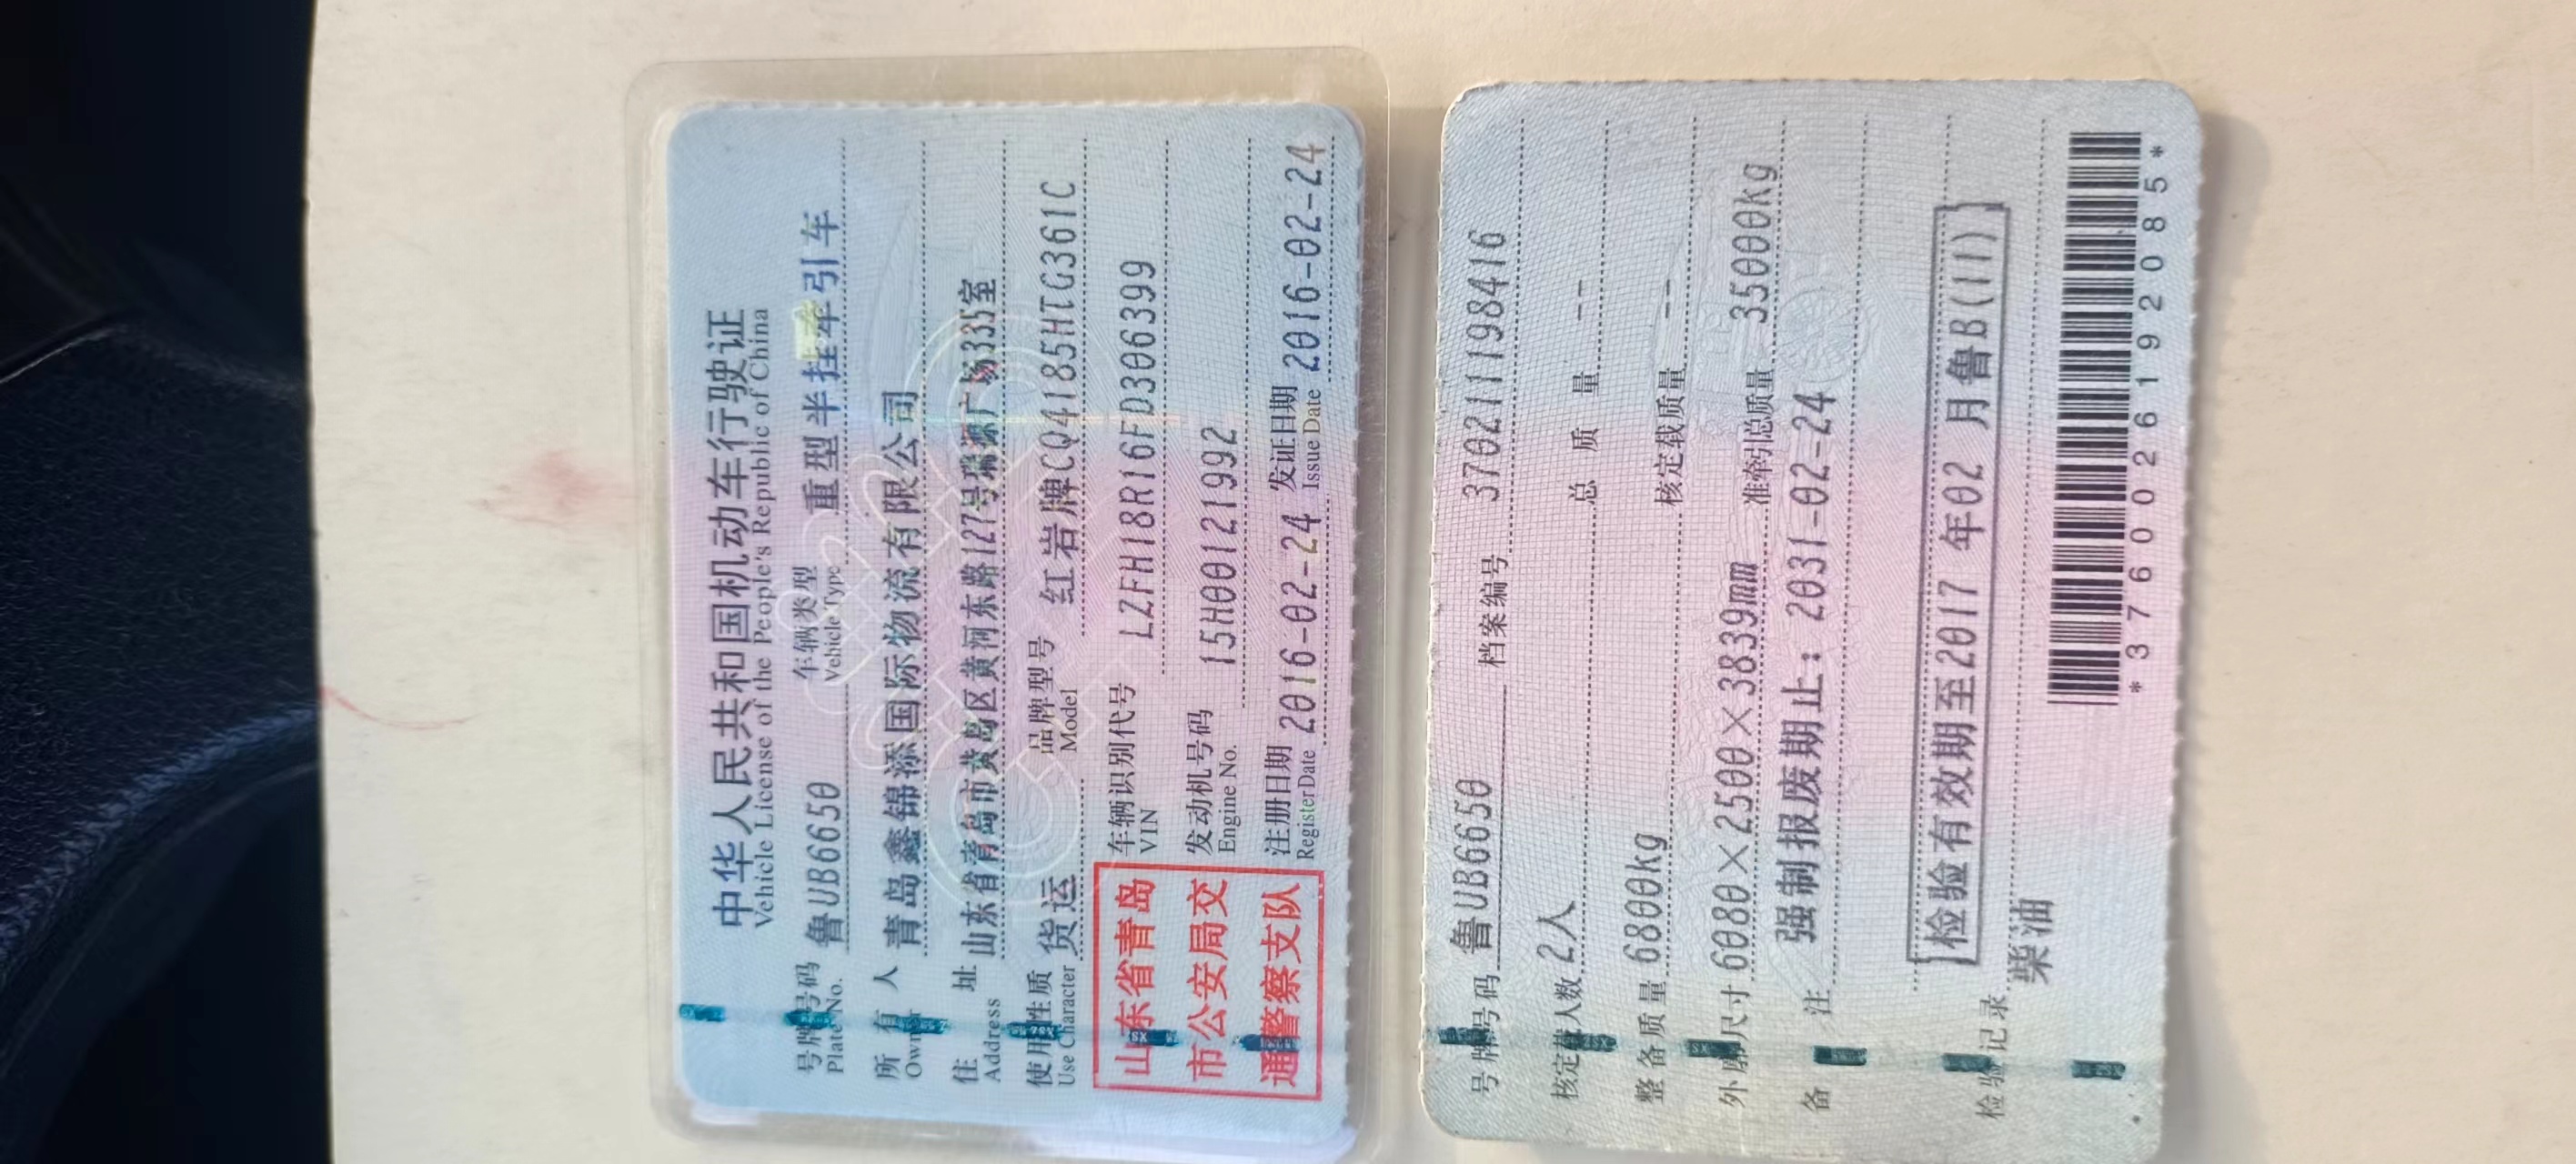 中华人民共和国机动车行驶证
Vehicle License of the People's Republic of China
号牌号码 鲁UB6650 车辆类型 重型半挂牵引车
Plate No. Vehicle Type
所有人 青岛鑫锦添国际物流有限公司
Owner
住址 山东省青岛市黄岛区黄河东路127号瑞源广场335室
Address
使用性质 货运 品牌型号 红岩牌CQ4185HTG361C
Use Character Model
山东省青岛
市公安局交
通警察支队
车辆识别代号 LZFH18R16FD306399
VIN
发动机号码 15H00121992
Engine No.
注册日期 2016-02-24 发证日期 2016-02-24
Register Date Issue Date
号牌号码 鲁UB6650 档案编号 370211198416
核定载人数 2人 总质量 --
整备质量 6800kg 核定载质量 --
外廓尺寸 6080×2500×3839mm 准牵引总质量 35000kg
备注 强制报废期止：2031-02-24
检验有效期至2017 年02 月鲁B(11)
检验记录
柴油
*3760026192085*